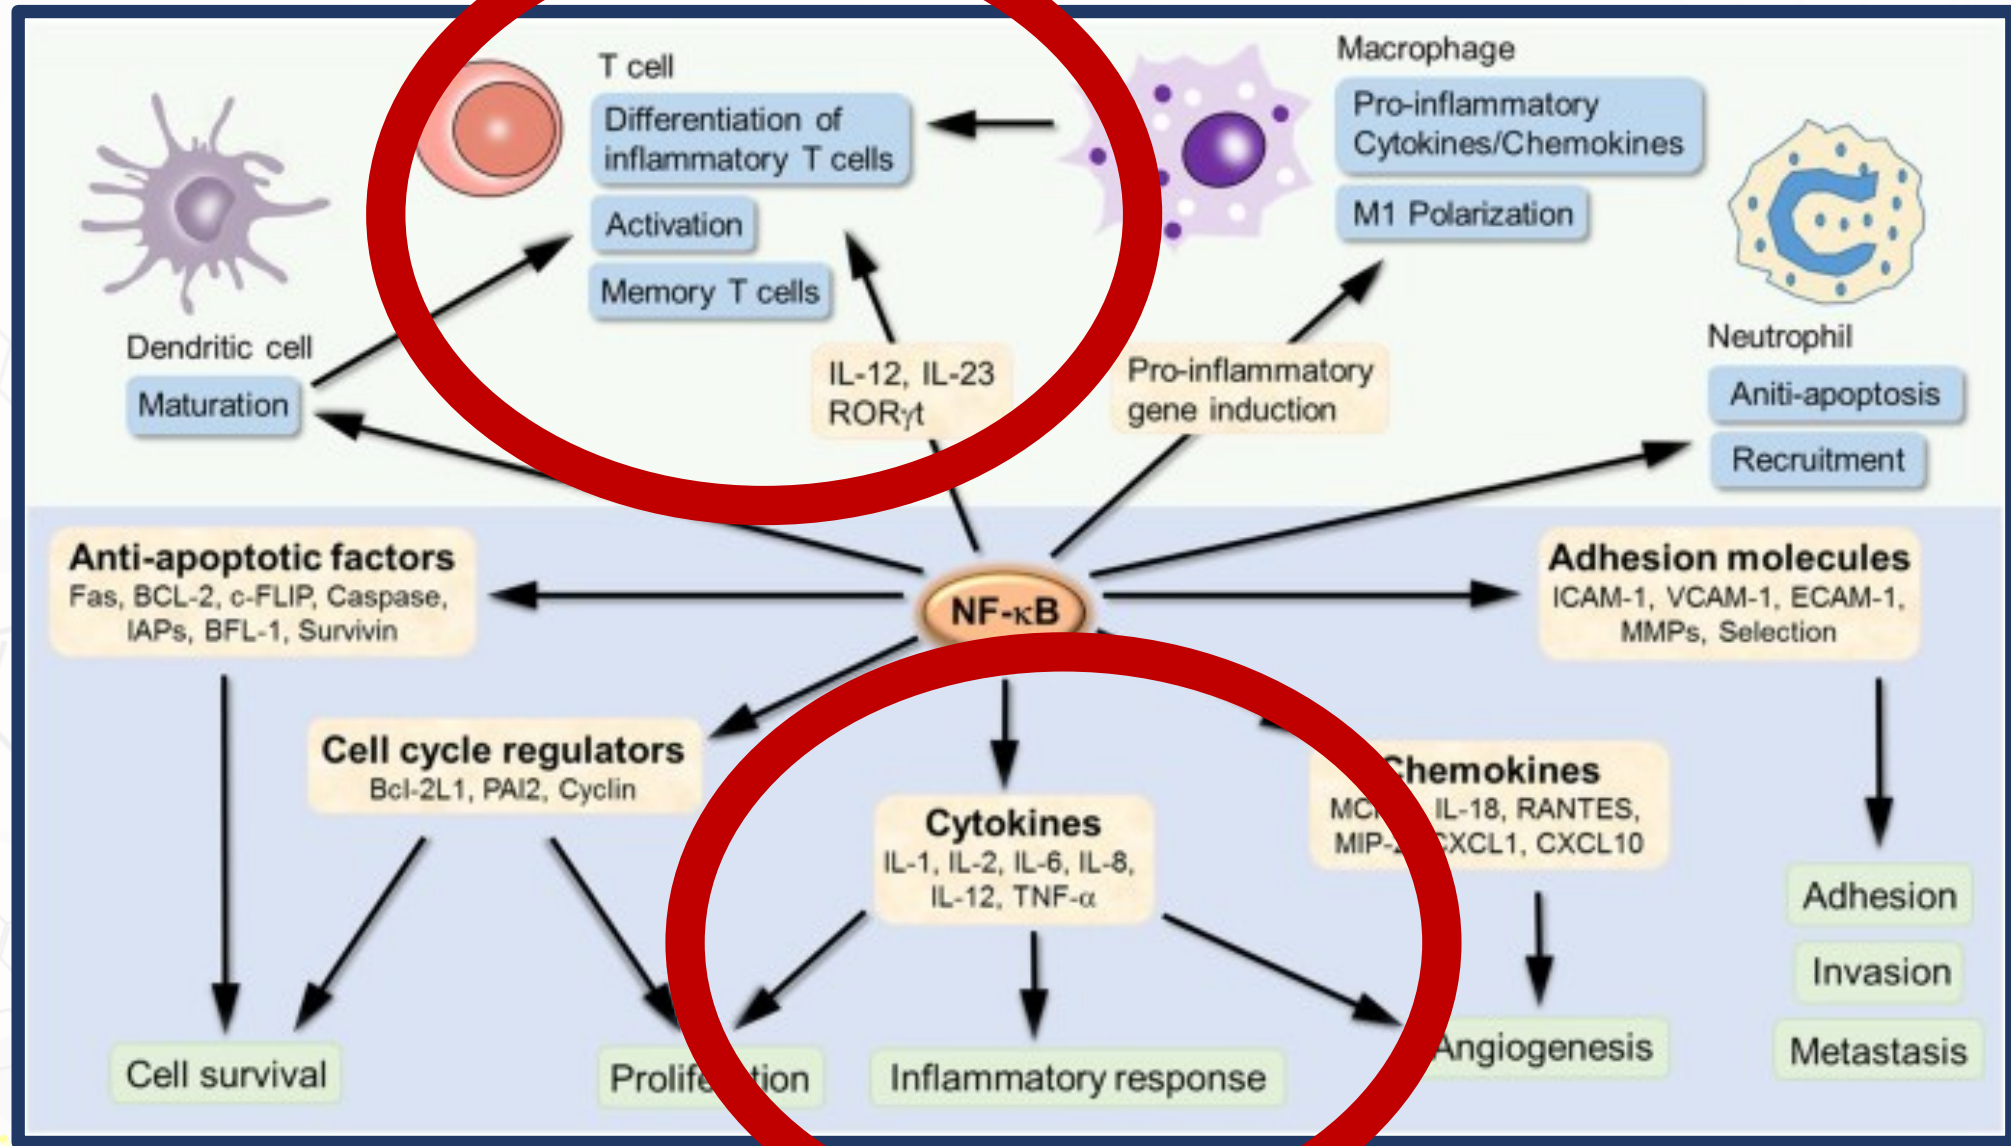 T cell
Differentiation of
inflammatory T cells
Activation
Memory T cells
Macrophage
Pro-inflammatory
Cytokines/Chemokines
M1 Polarization
Dendritic cell
Maturation
IL-12, IL-23
RORγt
Pro-inflammatory
gene induction
Neutrophil
Aniti-apoptosis
Recruitment
Anti-apoptotic factors
Fas, BCL-2, c-FLIP, Caspase,
IAPs, BFL-1, Survivin
NF-κB
Adhesion molecules
ICAM-1, VCAM-1, ECAM-1,
MMPs, Selection
Cell cycle regulators
Bcl-2L1, PAI2, Cyclin
Cytokines
IL-1, IL-2, IL-6, IL-8,
IL-12, TNF-α
Chemokines
IL-18, RANTES,
CXCL1, CXCL10
Adhesion
Invasion
Metastasis
Cell survival
Proliferation
Inflammatory response
Angiogenesis